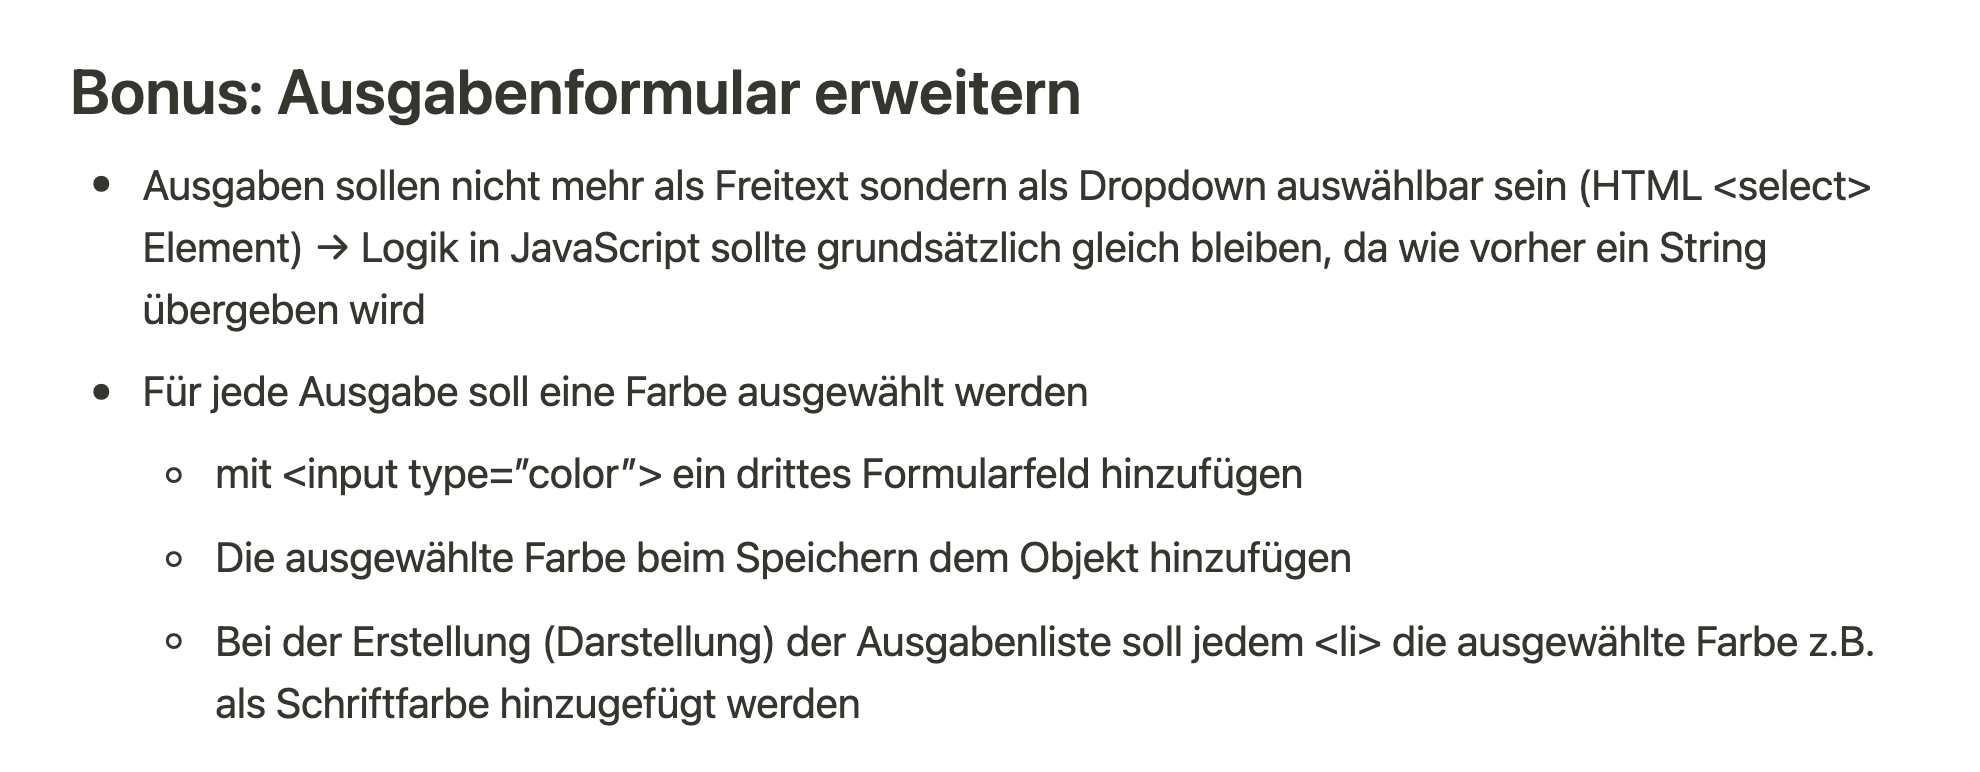 Bonus: Ausgabenformular erweitern
• Ausgaben sollen nicht mehr als Freitext sondern als Dropdown auswählbar sein (HTML <select>
Element) → Logik in JavaScript sollte grundsätzlich gleich bleiben, da wie vorher ein String
übergeben wird
• Für jede Ausgabe soll eine Farbe ausgewählt werden
◦ mit <input type=”color”> ein drittes Formularfeld hinzufügen
◦ Die ausgewählte Farbe beim Speichern dem Objekt hinzufügen
◦ Bei der Erstellung (Darstellung) der Ausgabenliste soll jedem <li> die ausgewählte Farbe z.B.
als Schriftfarbe hinzugefügt werden